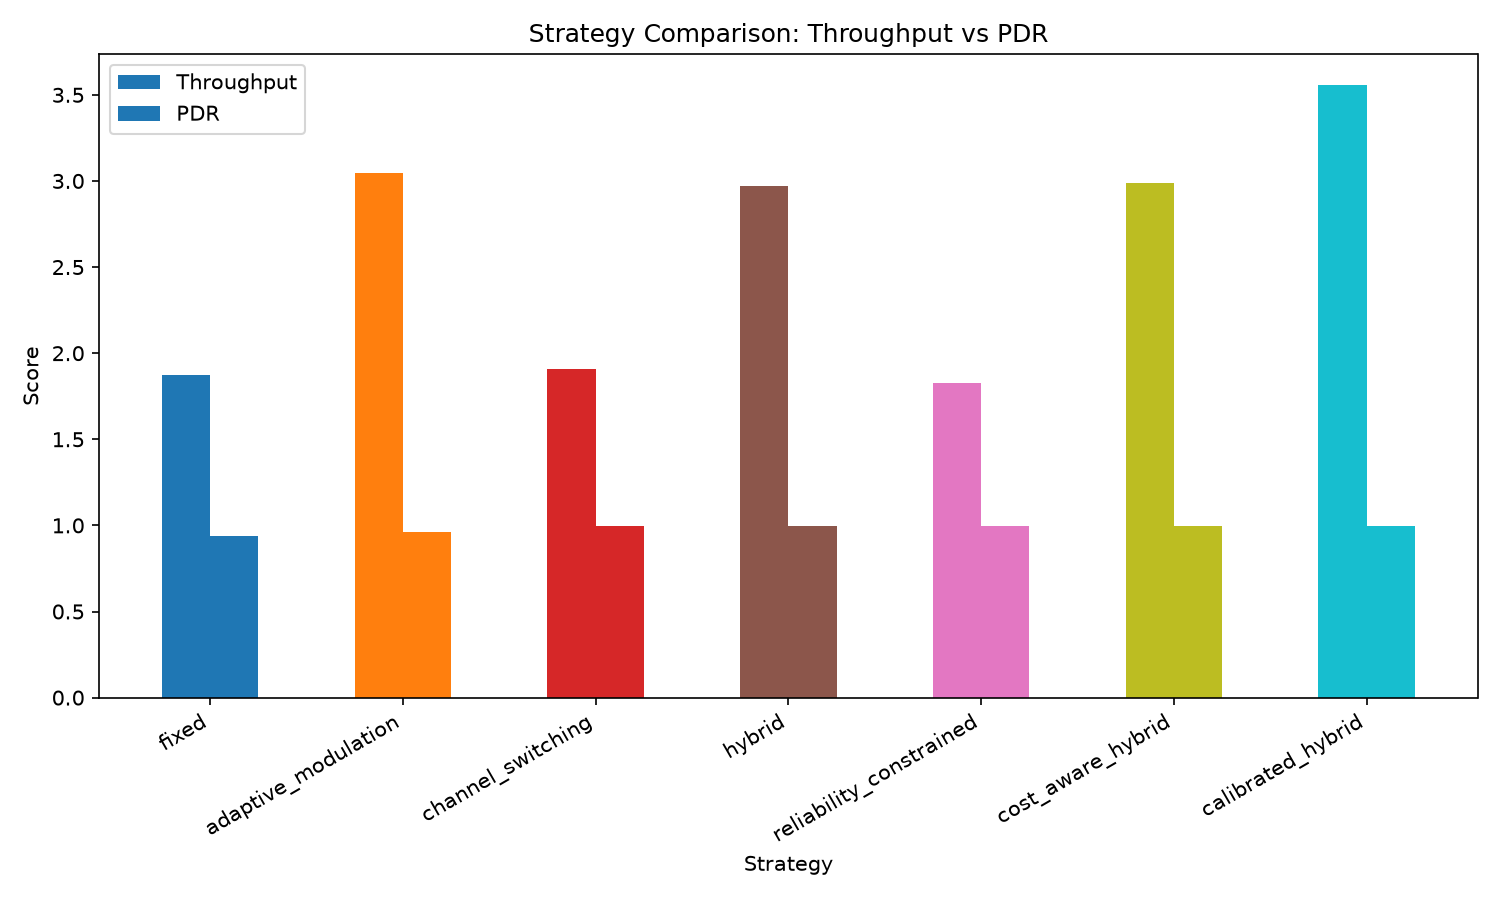 Strategy Comparison: Throughput vs PDR
Throughput
PDR
3.5
3.0
2.5
2.0
1.5
1.0
0.5
0.0
Score
fixed
adaptive_modulation
channel_switching
hybrid
reliability_constrained
cost_aware_hybrid
calibrated_hybrid
Strategy